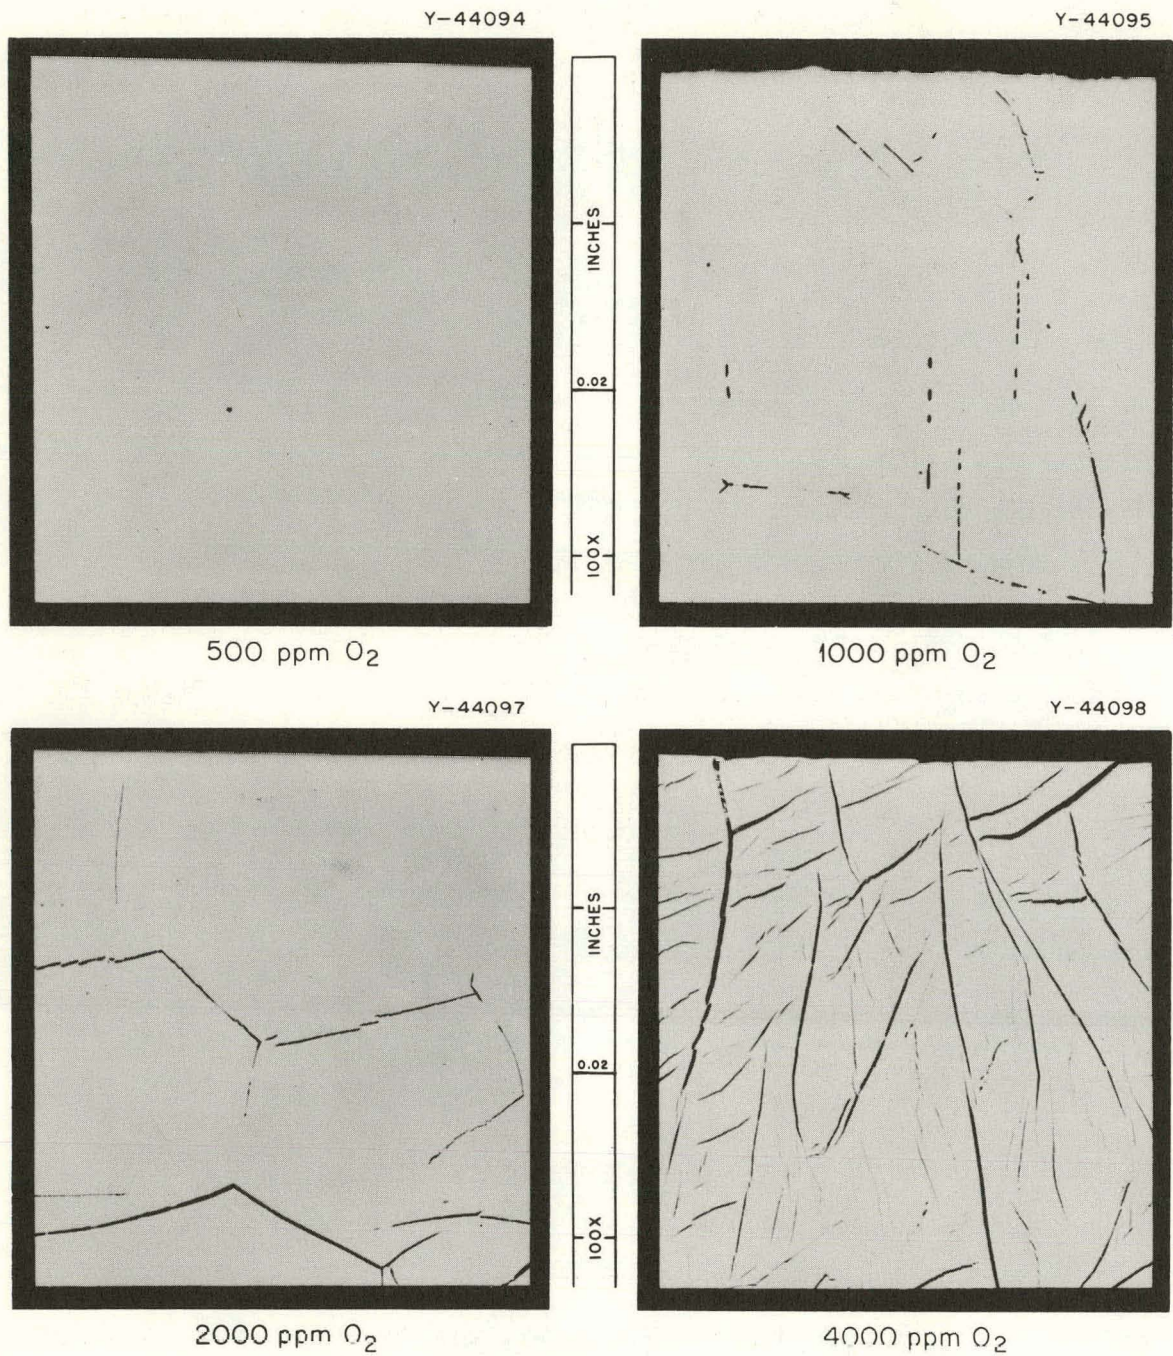 Y-44094
Y-44095
INCHES
0.02
100X
500 ppm O₂
1000 ppm O₂
Y-44097
Y-44098
INCHES
0.02
100X
2000 ppm O₂
4000 ppm O₂